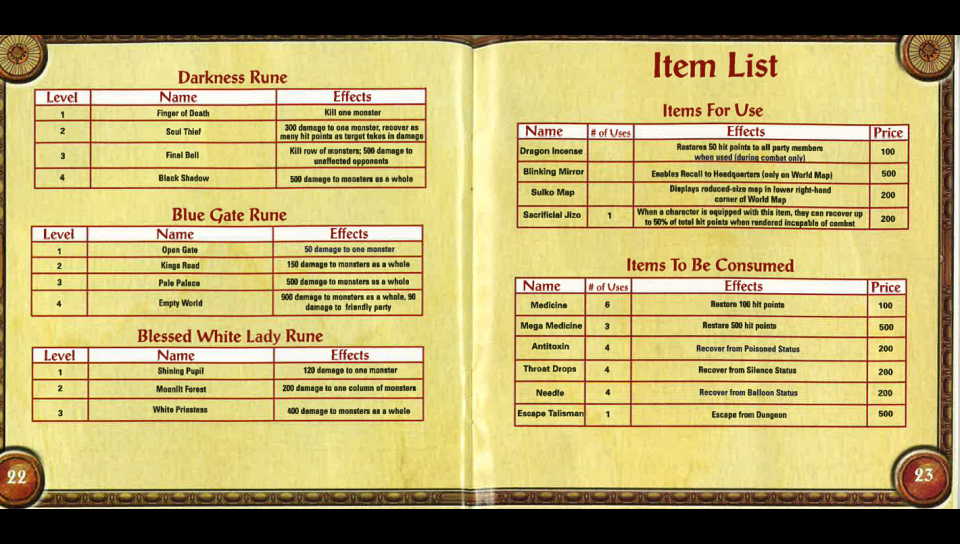 Darkness Rune
Level Name Effects
1 Finger of Death Kill one monster
2 Soul Thief 300 damage to one monster, recover as
many hit points as target takes in damage
3 Final Bell Kill row of monsters; 500 damage to
unaffected opponents
4 Black Shadow 500 damage to monsters as a whole
Blue Gate Rune
Level Name Effects
1 Open Gate 50 damage to one monster
2 Kings Road 150 damage to monsters as a whole
3 Pale Palace 500 damage to monsters as a whole
4 Empty World 900 damage to monsters as a whole, 90
damage to friendly party
Blessed White Lady Rune
Level Name Effects
1 Shining Pupil 120 damage to one monster
2 Moonlit Forest 200 damage to one column of monsters
3 White Priestess 400 damage to monsters as a whole
22
Item List
Items For Use
Name # of Uses Effects Price
Dragon Incense Restores 50 hit points to all party members
when used (during combat only) 100
Blinking Mirror Enables Recall to Headquarters (only on World Map) 500
Suiko Map Displays reduced-size map in lower right-hand
corner of World Map 200
Sacrificial Jizo 1 When a character is equipped with this item, they can recover up
to 50% of total hit points when rendered incapable of combat 200
Items To Be Consumed
Name # of Uses Effects Price
Medicine 6 Restore 100 hit points 100
Mega Medicine 3 Restore 500 hit points 500
Antitoxin 4 Recover from Poisoned Status 200
Throat Drops 4 Recover from Silence Status 200
Needle 4 Recover from Balloon Status 200
Escape Talisman 1 Escape from Dungeon 500
23